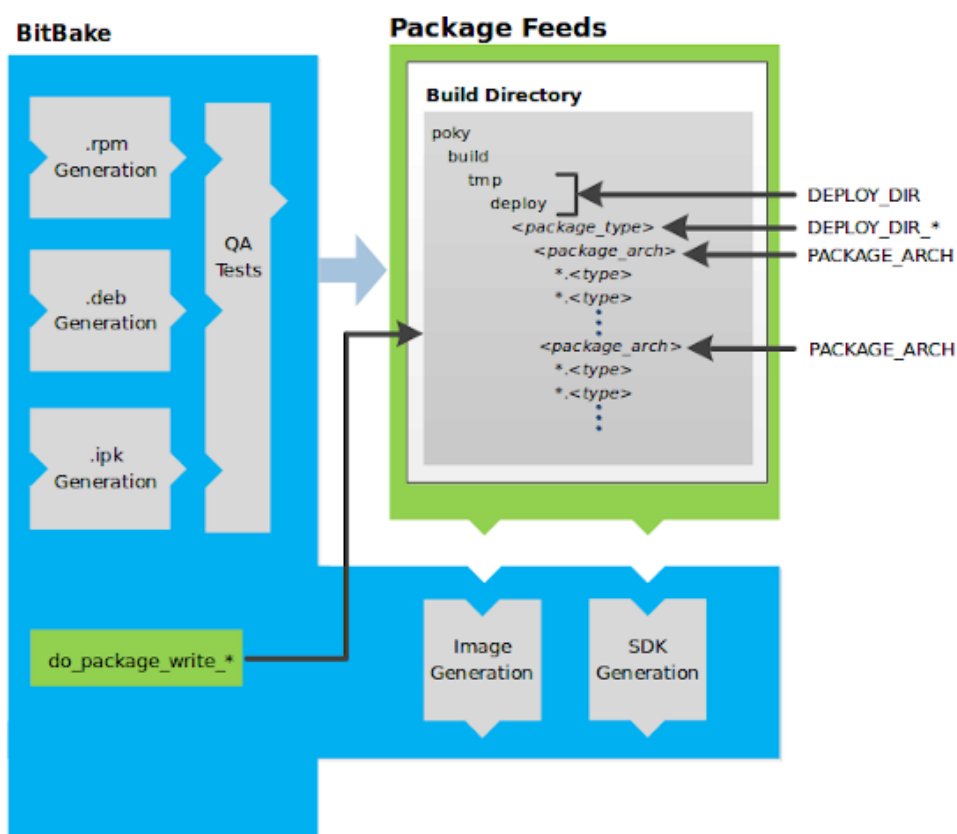 BitBake
.rpm
Generation
.deb
Generation
.ipk
Generation
QA
Tests
do_package_write_*
Package Feeds
Build Directory
poky
build
tmp
deploy
<package_type>
<package_arch>
*.<type>
*.<type>
<package_arch>
*.<type>
*.<type>
DEPLOY_DIR
DEPLOY_DIR_*
PACKAGE_ARCH
PACKAGE_ARCH
Image
Generation
SDK
Generation